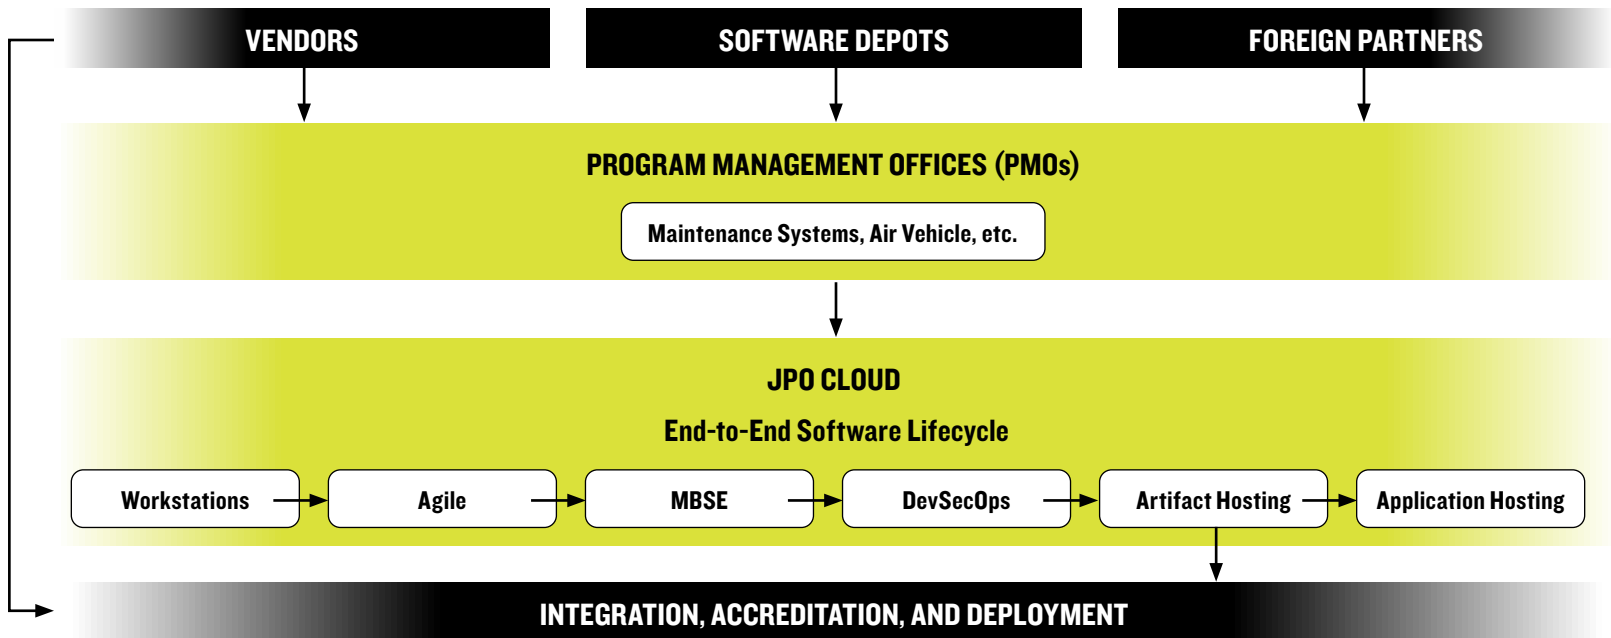 VENDORS
SOFTWARE DEPOTS
FOREIGN PARTNERS
PROGRAM MANAGEMENT OFFICES (PMOs)
Maintenance Systems, Air Vehicle, etc.
JPO CLOUD
End-to-End Software Lifecycle
Workstations
Agile
MBSE
DevSecOps
Artifact Hosting
Application Hosting
INTEGRATION, ACCREDITATION, AND DEPLOYMENT